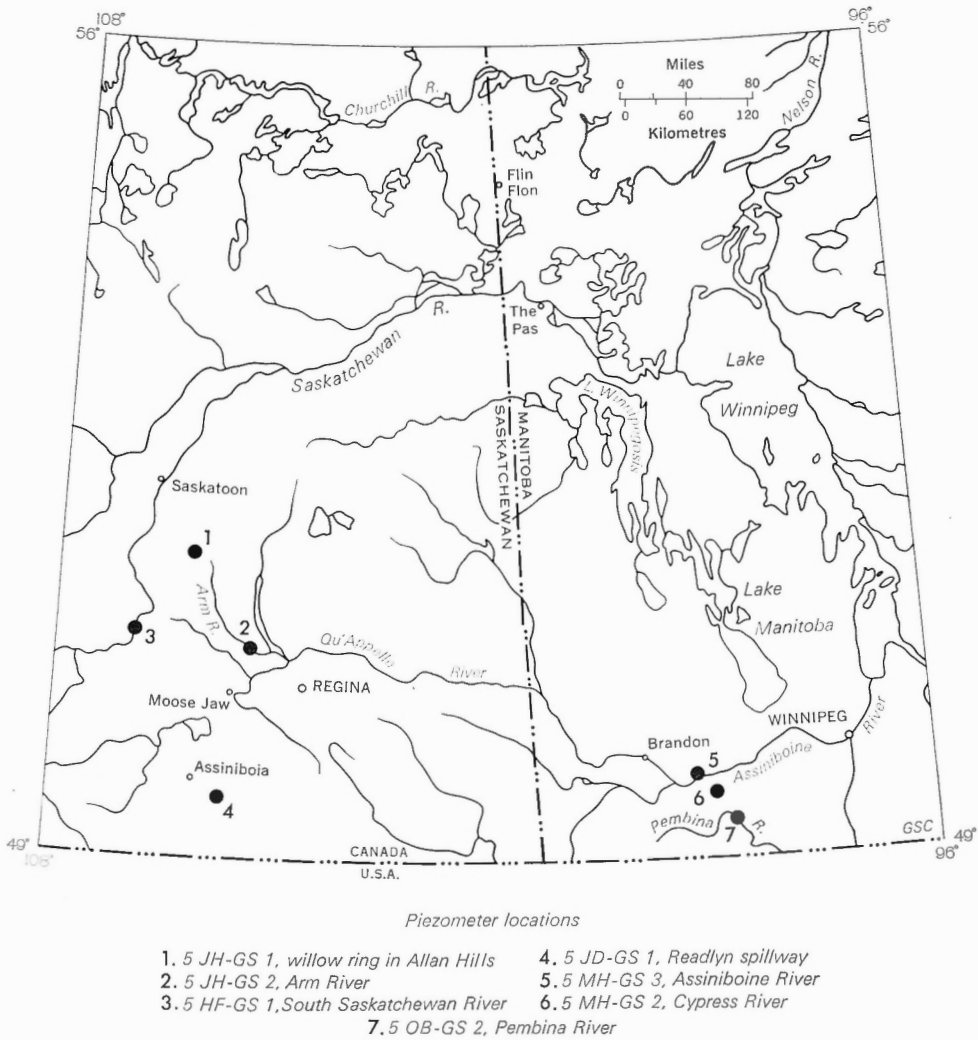 108°
96°
56°
56°
Miles
0 40 80
0 60 120
Kilometres
Churchill R.
Nelson R.
Flin
Flon
R.
The
Pas
Saskatchewan
Lake
Winnipeg
L. Winnipegosis
MANITOBA
SASKATCHEWAN
Saskatoon
1
Arm R.
Lake
Manitoba
3
2
Qu'Appelle
River
REGINA
Moose Jaw
WINNIPEG
River
Brandon
5
Assiniboine
Assiniboia
6
4
Pembina R.
7
GSC
49°
49°
108°
96°
CANADA
U.S.A.
Piezometer locations
1. 5 JH-GS 1, willow ring in Allan Hills
2. 5 JH-GS 2, Arm River
3. 5 HF-GS 1, South Saskatchewan River
4. 5 JD-GS 1, Readlyn spillway
5. 5 MH-GS 3, Assiniboine River
6. 5 MH-GS 2, Cypress River
7. 5 OB-GS 2, Pembina River